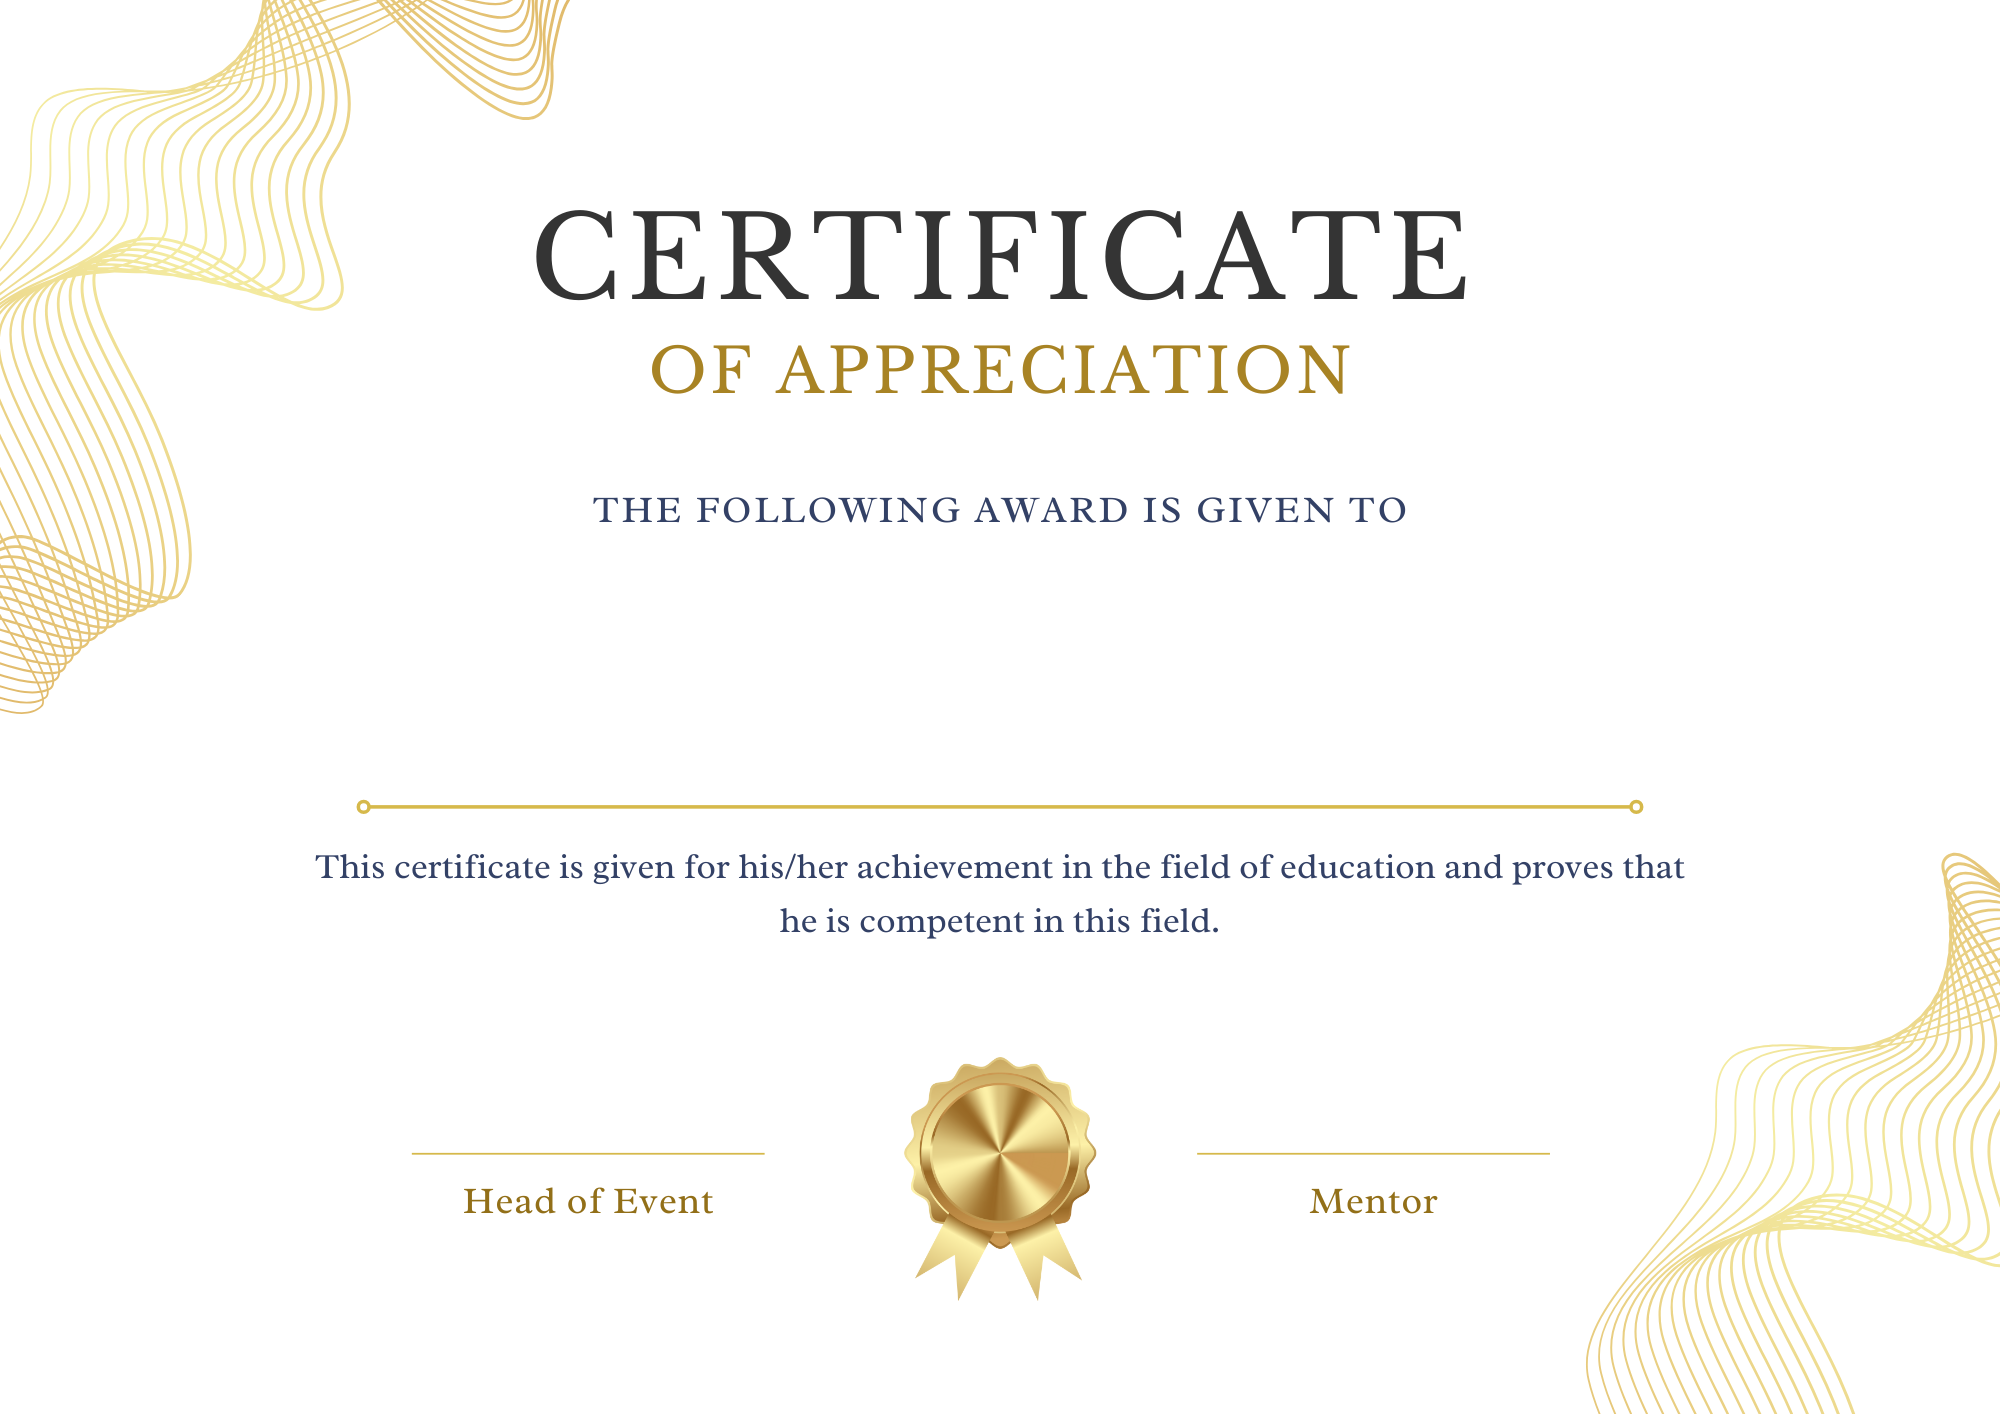 CERTIFICATE
OF APPRECIATION
THE FOLLOWING AWARD IS GIVEN TO
This certificate is given for his/her achievement in the field of education and proves that
he is competent in this field.
Head of Event
Mentor